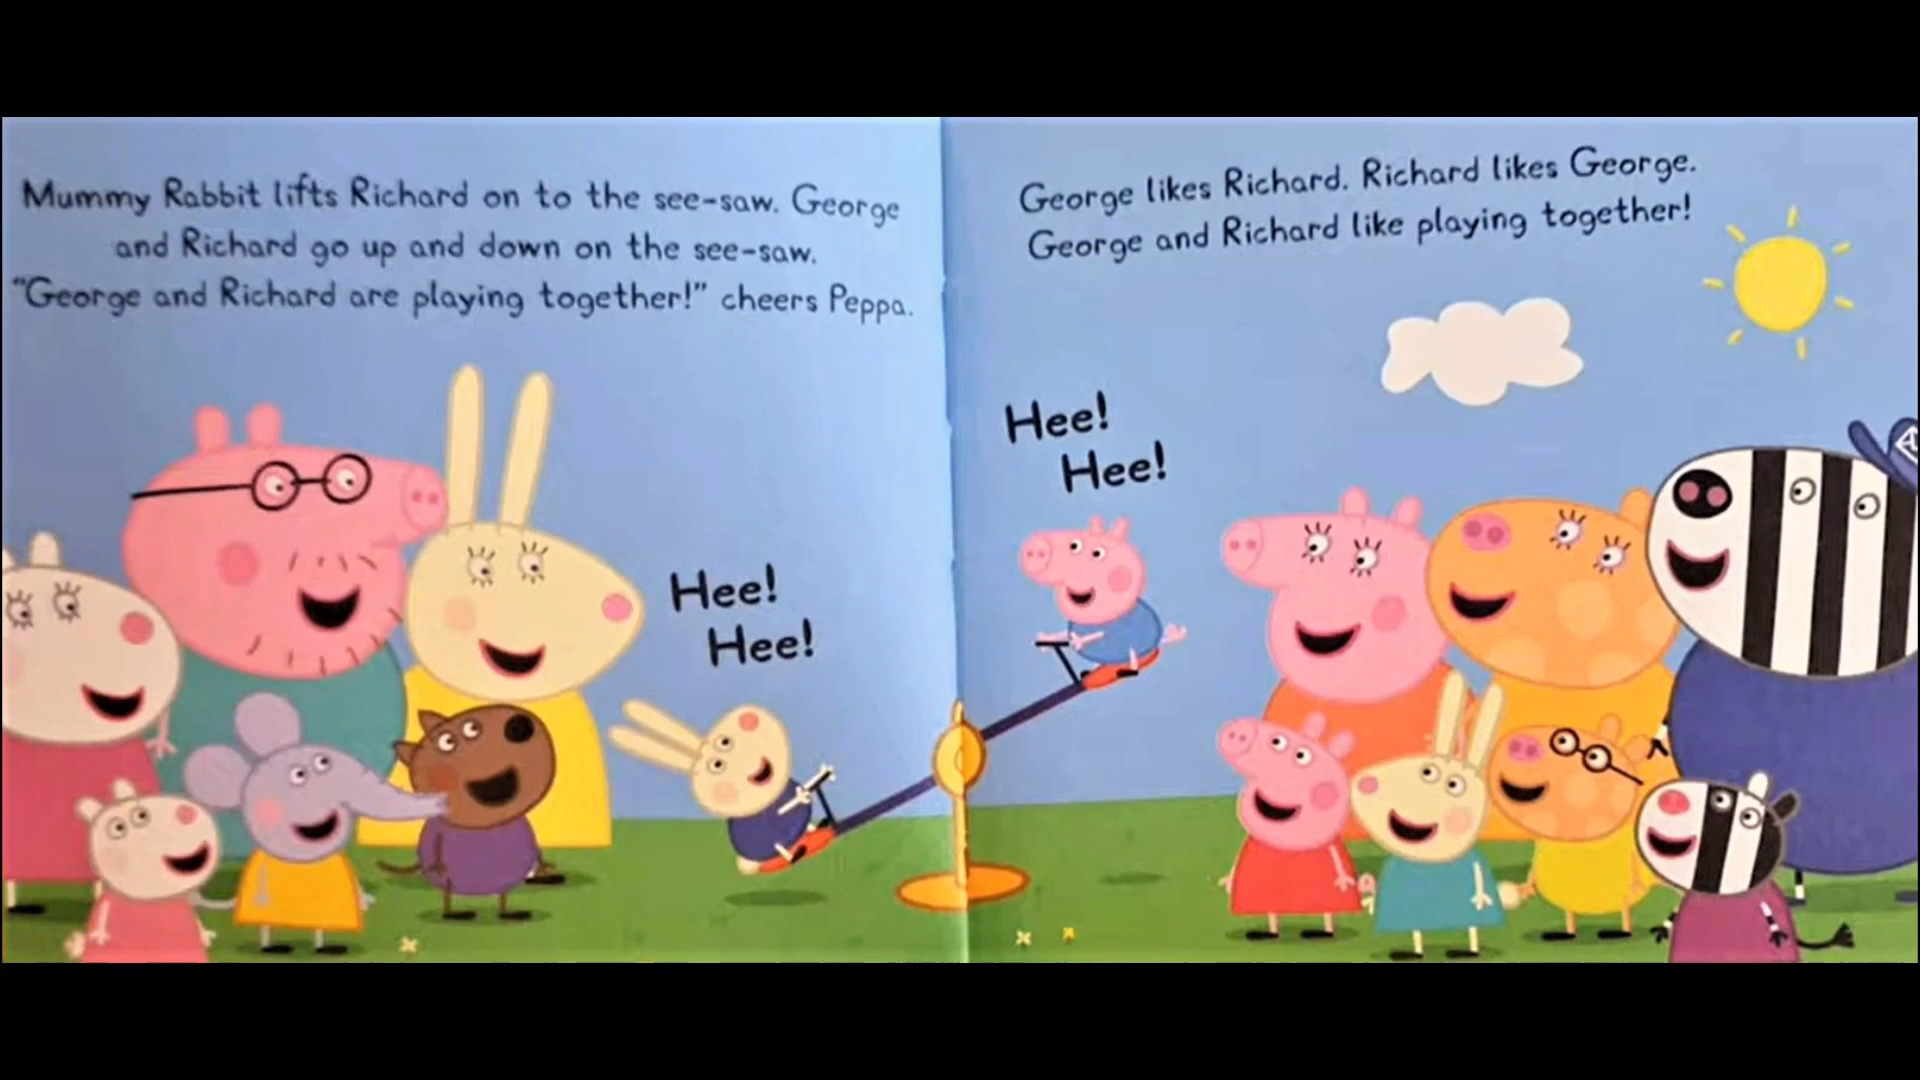 Mummy Rabbit lifts Richard on to the see-saw. George
and Richard go up and down on the see-saw.
"George and Richard are playing together!" cheers Peppa.
Hee!
Hee!
George likes Richard. Richard likes George.
George and Richard like playing together!
Hee!
Hee!